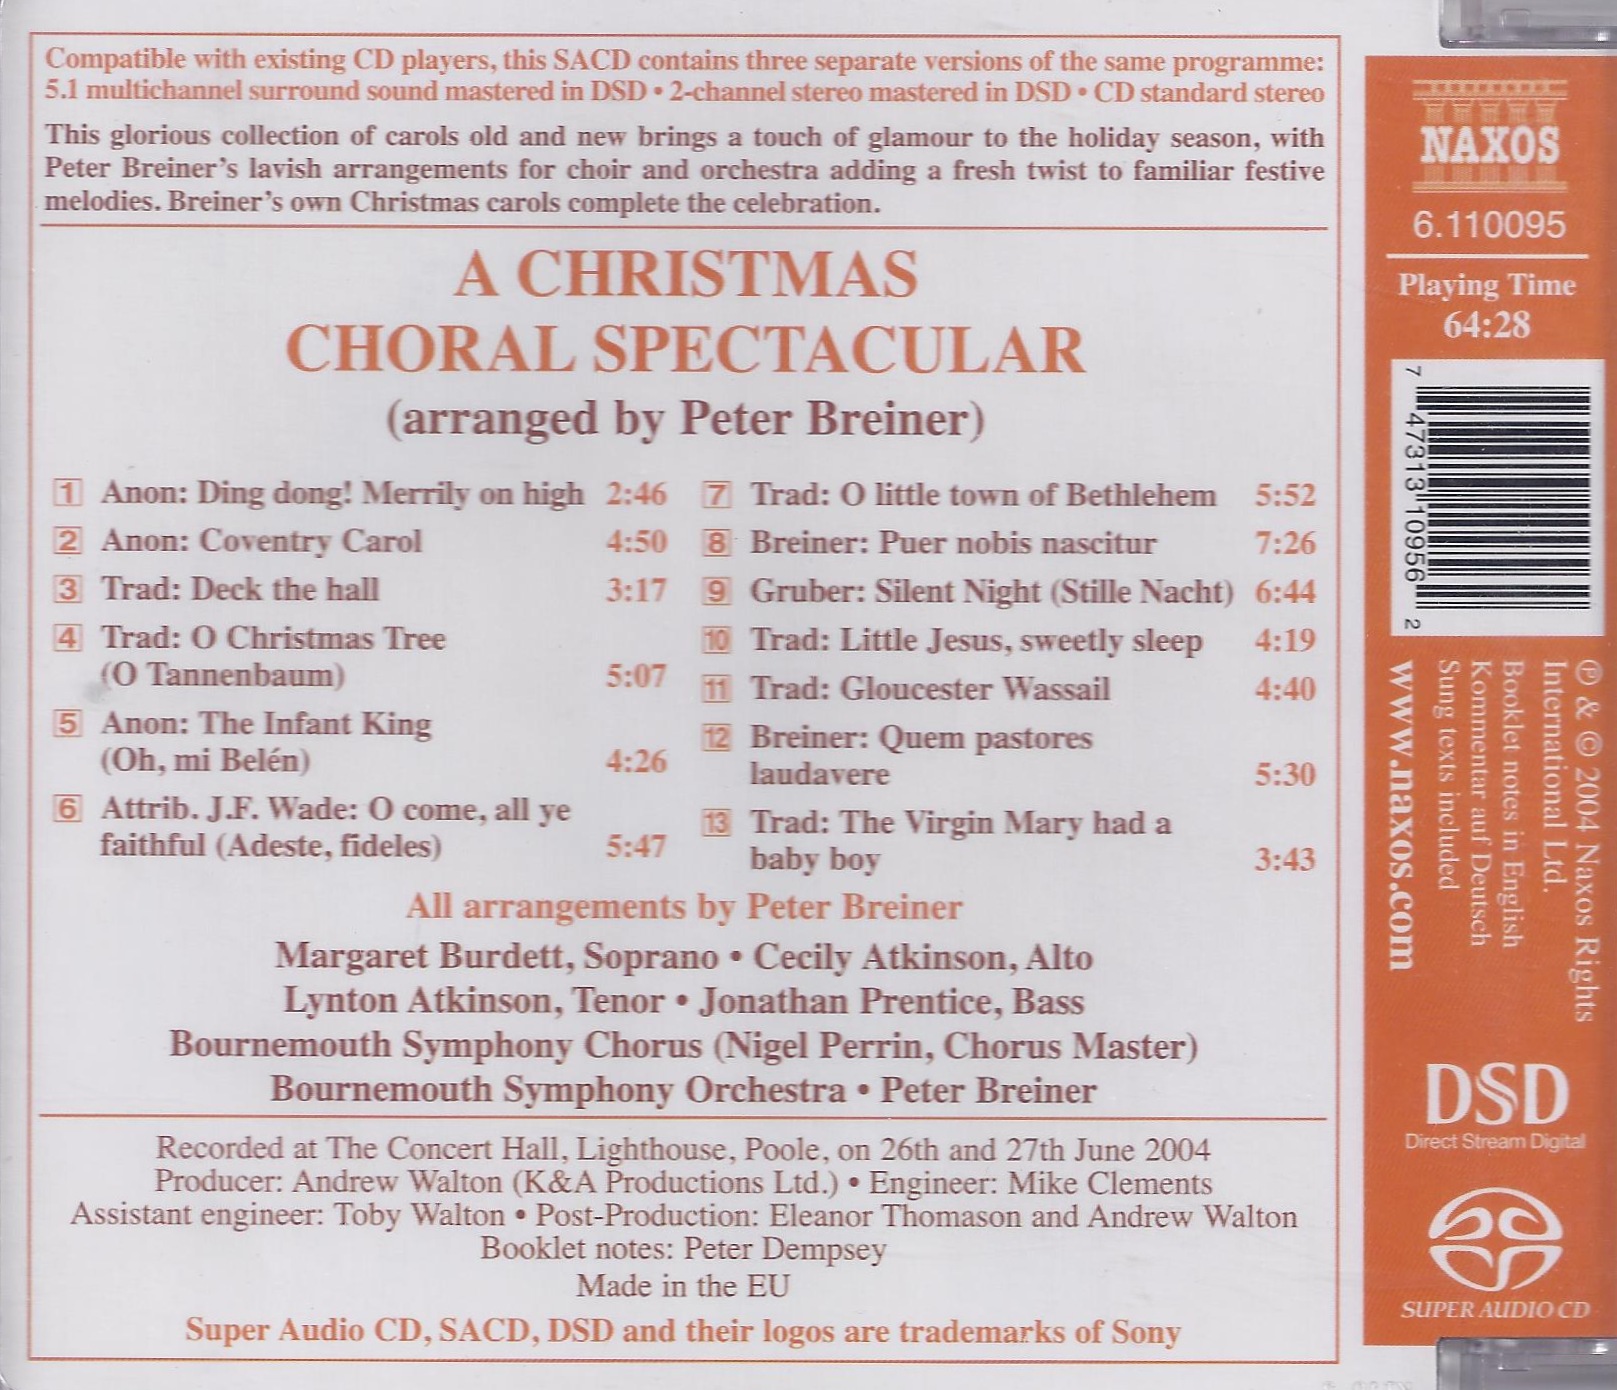 Compatible with existing CD players, this SACD contains three separate versions of the same programme:
5.1 multichannel surround sound mastered in DSD • 2-channel stereo mastered in DSD • CD standard stereo
This glorious collection of carols old and new brings a touch of glamour to the holiday season, with
Peter Breiner's lavish arrangements for choir and orchestra adding a fresh twist to familiar festive
melodies. Breiner's own Christmas carols complete the celebration.
A CHRISTMAS
CHORAL SPECTACULAR
(arranged by Peter Breiner)
1 Anon: Ding dong! Merrily on high 2:46
2 Anon: Coventry Carol 4:50
3 Trad: Deck the hall 3:17
4 Trad: O Christmas Tree
(O Tannenbaum) 5:07
5 Anon: The Infant King
(Oh, mi Belén) 4:26
6 Attrib. J.F. Wade: O come, all ye
faithful (Adeste, fideles) 5:47
7 Trad: O little town of Bethlehem 5:52
8 Breiner: Puer nobis nascitur 7:26
9 Gruber: Silent Night (Stille Nacht) 6:44
10 Trad: Little Jesus, sweetly sleep 4:19
11 Trad: Gloucester Wassail 4:40
12 Breiner: Quem pastores
laudavere 5:30
13 Trad: The Virgin Mary had a
baby boy 3:43
All arrangements by Peter Breiner
Margaret Burdett, Soprano • Cecily Atkinson, Alto
Lynton Atkinson, Tenor • Jonathan Prentice, Bass
Bournemouth Symphony Chorus (Nigel Perrin, Chorus Master)
Bournemouth Symphony Orchestra • Peter Breiner
Recorded at The Concert Hall, Lighthouse, Poole, on 26th and 27th June 2004
Producer: Andrew Walton (K&A Productions Ltd.) • Engineer: Mike Clements
Assistant engineer: Toby Walton • Post-Production: Eleanor Thomason and Andrew Walton
Booklet notes: Peter Dempsey
Made in the EU
Super Audio CD, SACD, DSD and their logos are trademarks of Sony
NAXOS
6.110095
Playing Time
64:28
7 47313 10956 2
℗ & © 2004 Naxos Rights
International Ltd.
Booklet notes in English
Kommentar auf Deutsch
Sung texts included
www.naxos.com
DSD
Direct Stream Digital
SUPER AUDIO CD